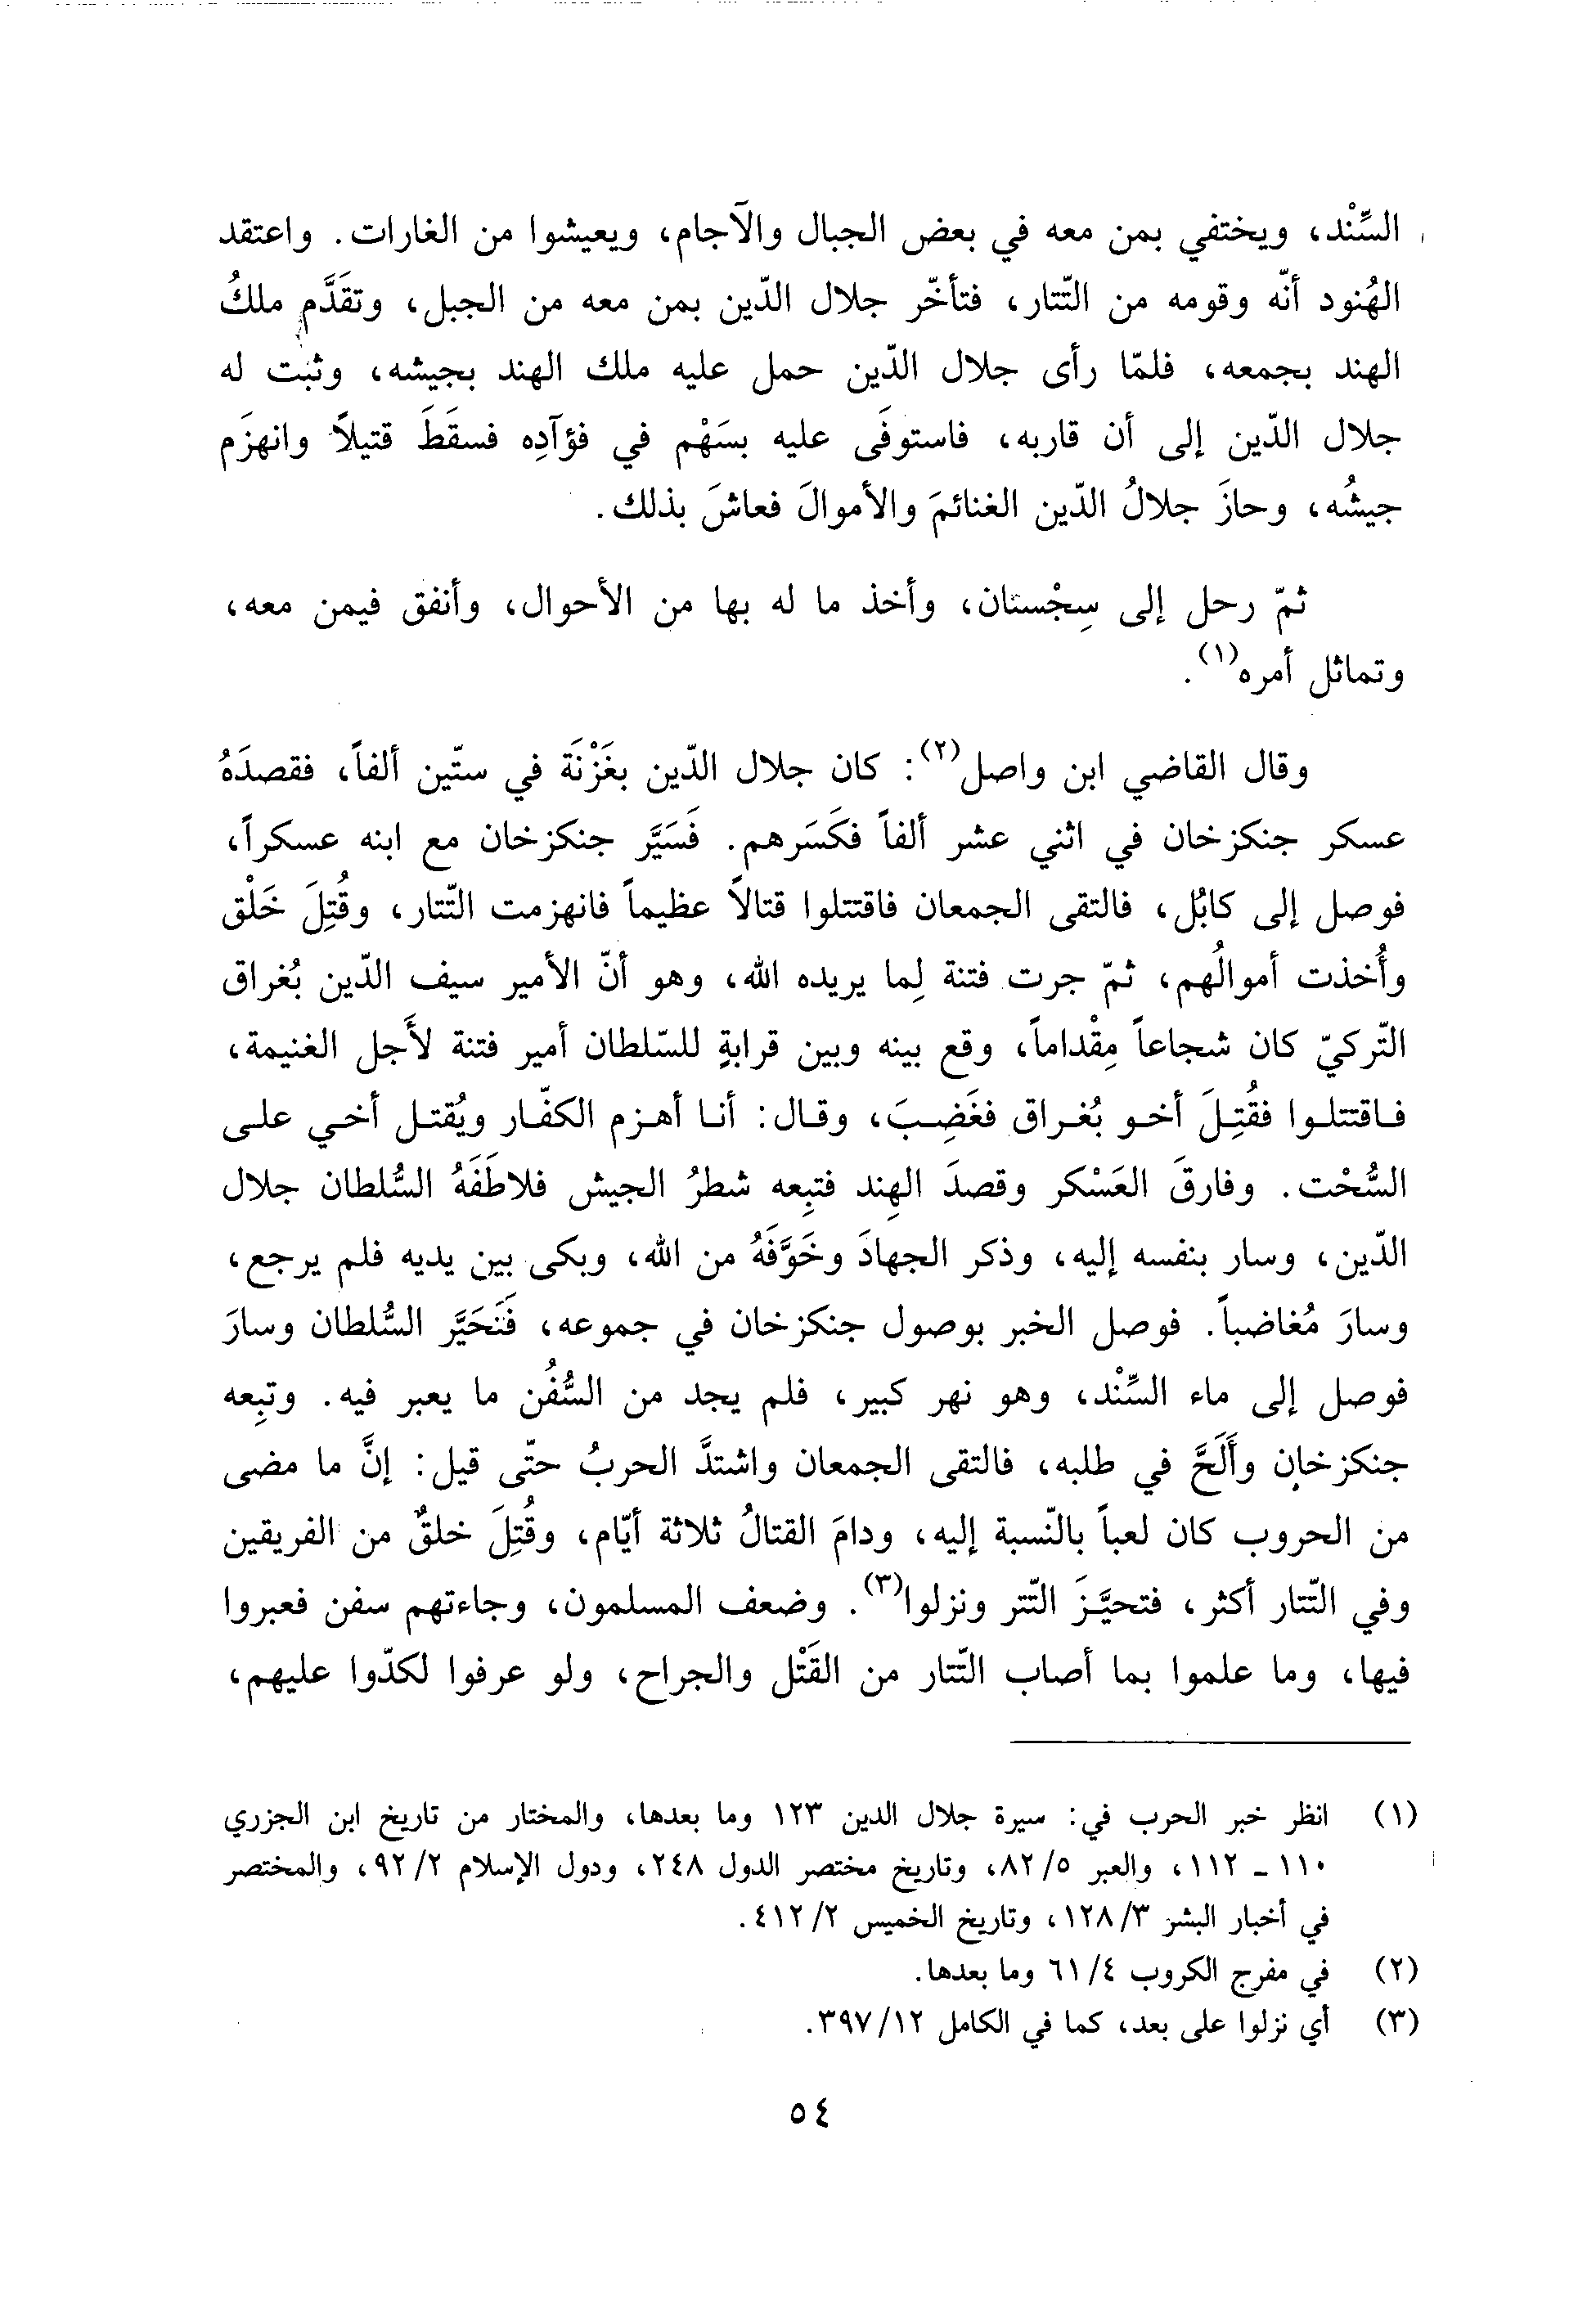 السِّنْد، ويختفي بمن معه في بعض الجبال والآجام، ويعيشوا من الغارات. واعتقد
الهُنود أنّه وقومه من التّتار، فتأخّر جلال الدّين بمن معه من الجبل، وتقَدَّم ملكُ
الهند بجمعه، فلمّا رأى جلال الدّين حمل عليه ملك الهند بجيشه، وثبت له
جلال الدّين إلى أن قاربه، فاستوفَى عليه بسَهْم في فؤآدِه فسقَطَ قتيلاً وانهزَم
جيشُه، وحازَ جلالُ الدّين الغنائمَ والأموالَ فعاشَ بذلك.
ثمّ رحل إلى سِجْستان، وأخذ ما له بها من الأحوال، وأنفق فيمن معه،
وتماثل أمره(١).
وقال القاضي ابن واصل(٢): كان جلال الدّين بغَزْنَة في ستّين ألفاً، فقصدَهُ
عسكر جنكزخان في اثني عشر ألفاً فكَسَرهم. فَسَيَّر جنكزخان مع ابنه عسكراً،
فوصل إلى كابُل، فالتقى الجمعان فاقتتلوا قتالاً عظيماً فانهزمت التّتار، وقُتِلَ خَلْق
وأُخذت أموالُهم، ثمّ جرت فتنة لِما يريده الله، وهو أنّ الأمير سيف الدّين بُغراق
التّركيّ كان شجاعاً مِقْداماً، وقع بينه وبين قرابةٍ للسّلطان أمير فتنة لأَجل الغنيمة،
فاقتتلوا فقُتِلَ أخو بُغراق فغَضِبَ، وقال: أنا أهزم الكفّار ويُقتل أخي على
السُّحْت. وفارقَ العَسْكر وقصدَ الهِند فتبِعه شطرُ الجيش فلاطَفَهُ السُّلطان جلال
الدّين، وسار بنفسه إليه، وذكر الجهادَ وخَوَّفَهُ من الله، وبكى بين يديه فلم يرجع،
وسارَ مُغاضباً. فوصل الخبر بوصول جنكزخان في جموعه، فَتَحَيَّر السُّلطان وسارَ
فوصل إلى ماء السِّنْد، وهو نهر كبير، فلم يجد من السُّفُن ما يعبر فيه. وتبِعه
جنكزخان وأَلَحَّ في طلبه، فالتقى الجمعان واشتدَّ الحربُ حتّى قيل: إنَّ ما مضى
من الحروب كان لعباً بالنّسبة إليه، ودامَ القتالُ ثلاثة أيّام، وقُتِلَ خلقٌ من الفريقين
وفي التّتار أكثر، فتحيَّزَ التّتر ونزلوا(٣). وضعف المسلمون، وجاءتهم سفن فعبروا
فيها، وما علموا بما أصاب التّتار من القَتْل والجراح، ولو عرفوا لكدّوا عليهم،
(١) انظر خبر الحرب في: سيرة جلال الدين ١٢٣ وما بعدها، والمختار من تاريخ ابن الجزري
١١٠ ـ ١١٢، والعبر ٨٢/٥، وتاريخ مختصر الدول ٢٤٨، ودول الإسلام ٩٢/٢، والمختصر
في أخبار البشر ١٢٨/٣، وتاريخ الخميس ٤١٢/٢.
(٢) في مفرج الكروب ٦١/٤ وما بعدها.
(٣) أي نزلوا على بعد، كما في الكامل ٣٩٧/١٢.
٥٤